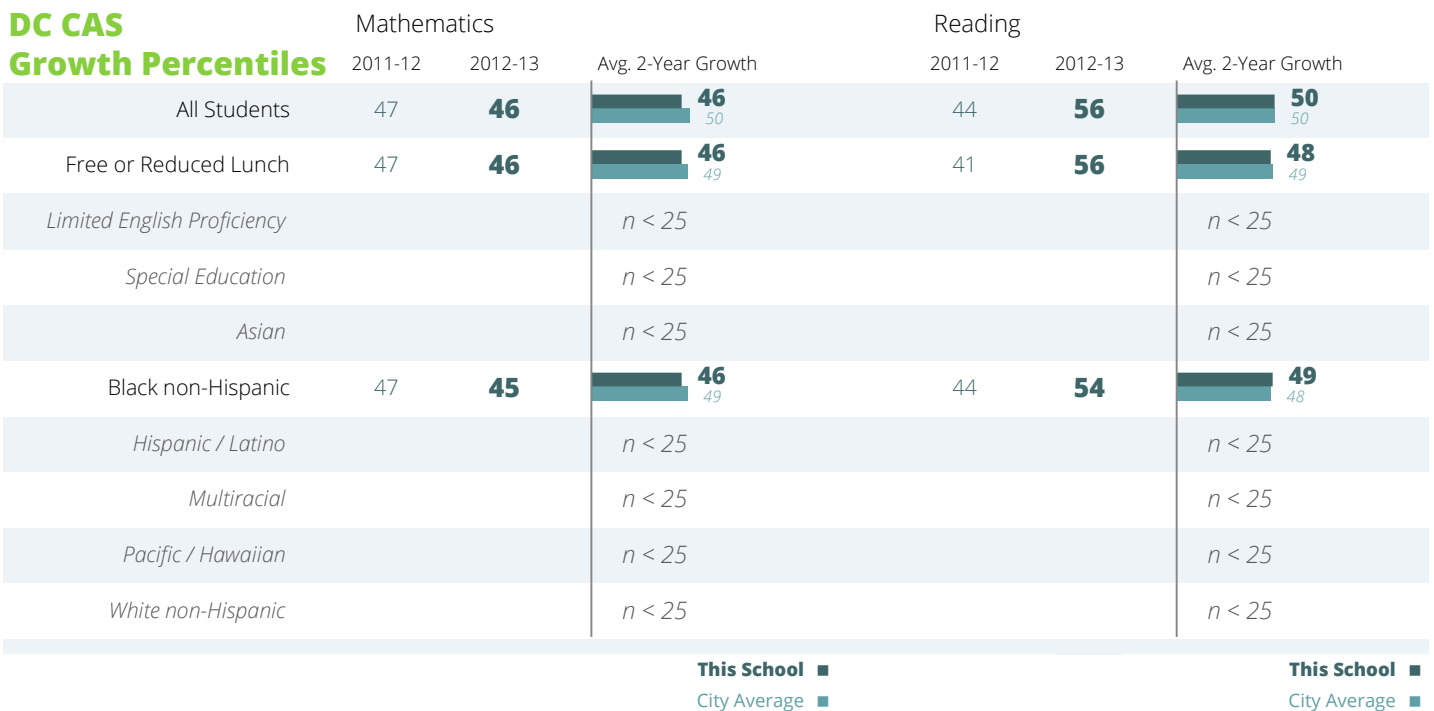 DC CAS
Growth Percentiles
Mathematics Reading
2011-12 2012-13 Avg. 2-Year Growth 2011-12 2012-13 Avg. 2-Year Growth
All Students 47 46 46 50 44 56 50 50
Free or Reduced Lunch 47 46 46 49 41 56 48 49
Limited English Proficiency n < 25 n < 25
Special Education n < 25 n < 25
Asian n < 25 n < 25
Black non-Hispanic 47 45 46 49 44 54 49 48
Hispanic / Latino n < 25 n < 25
Multiracial n < 25 n < 25
Pacific / Hawaiian n < 25 n < 25
White non-Hispanic n < 25 n < 25
This School This School
City Average City Average